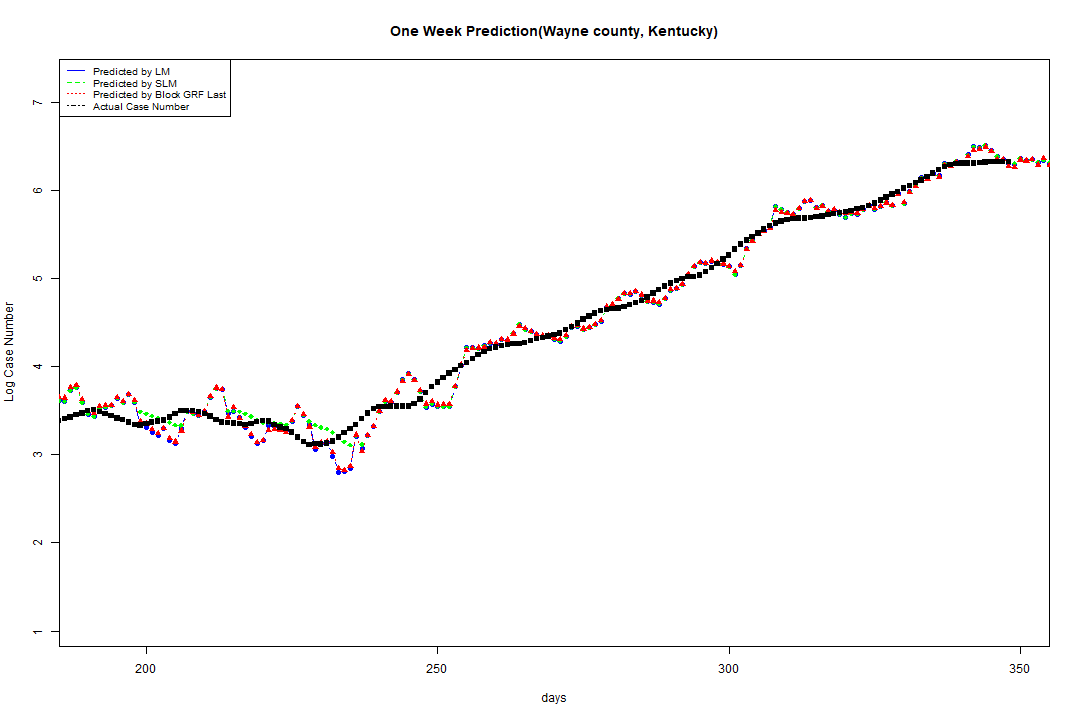 One Week Prediction(Wayne county, Kentucky)
Predicted by LM
Predicted by SLM
Predicted by Block GRF Last
Actual Case Number
7
6
5
4
3
2
1
Log Case Number
200 250 300 350
days